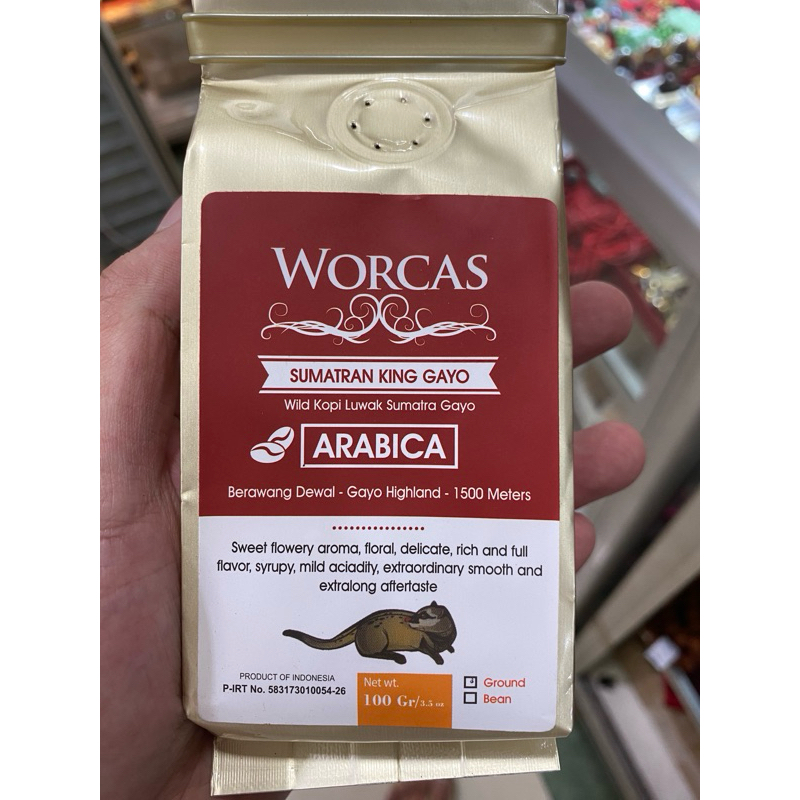 WORCAS
SUMATRAN KING GAYO
Wild Kopi Luwak Sumatra Gayo
ARABICA
Berawang Dewal - Gayo Highland - 1500 Meters
Sweet flowery aroma, floral, delicate, rich and full
flavor, syrupy, mild aciadity, extraordinary smooth and
extralong aftertaste
PRODUCT OF INDONESIA
P-IRT No. 583173010054-26
Net wt.
100 Gr/3.5 oz
Ground
Bean